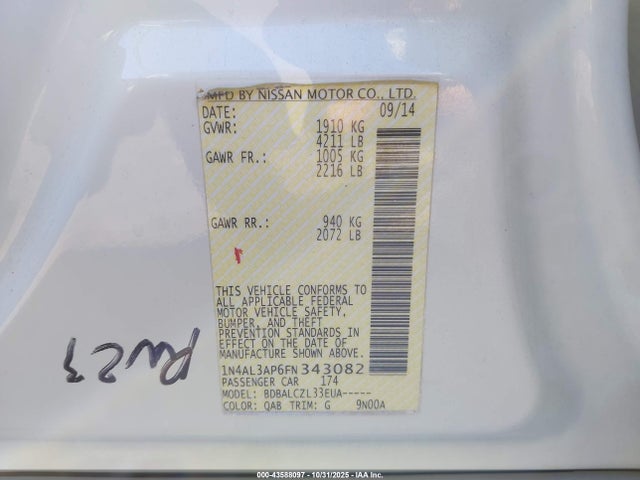 MFD BY NISSAN MOTOR CO., LTD.
DATE: 09/14
GVWR: 1910 KG
4211 LB
GAWR FR.: 1005 KG
2216 LB
GAWR RR.: 940 KG
2072 LB
THIS VEHICLE CONFORMS TO
ALL APPLICABLE FEDERAL
MOTOR VEHICLE SAFETY,
BUMPER, AND THEFT
PREVENTION STANDARDS IN
EFFECT ON THE DATE OF
MANUFACTURE SHOWN ABOVE.
1N4AL3AP6FN343082
PASSENGER CAR 174
MODEL: BDBALCZL33EUA-----
COLOR: QAB TRIM: G 9N00A
000-43588097 - 10/31/2025 - IAA Inc.